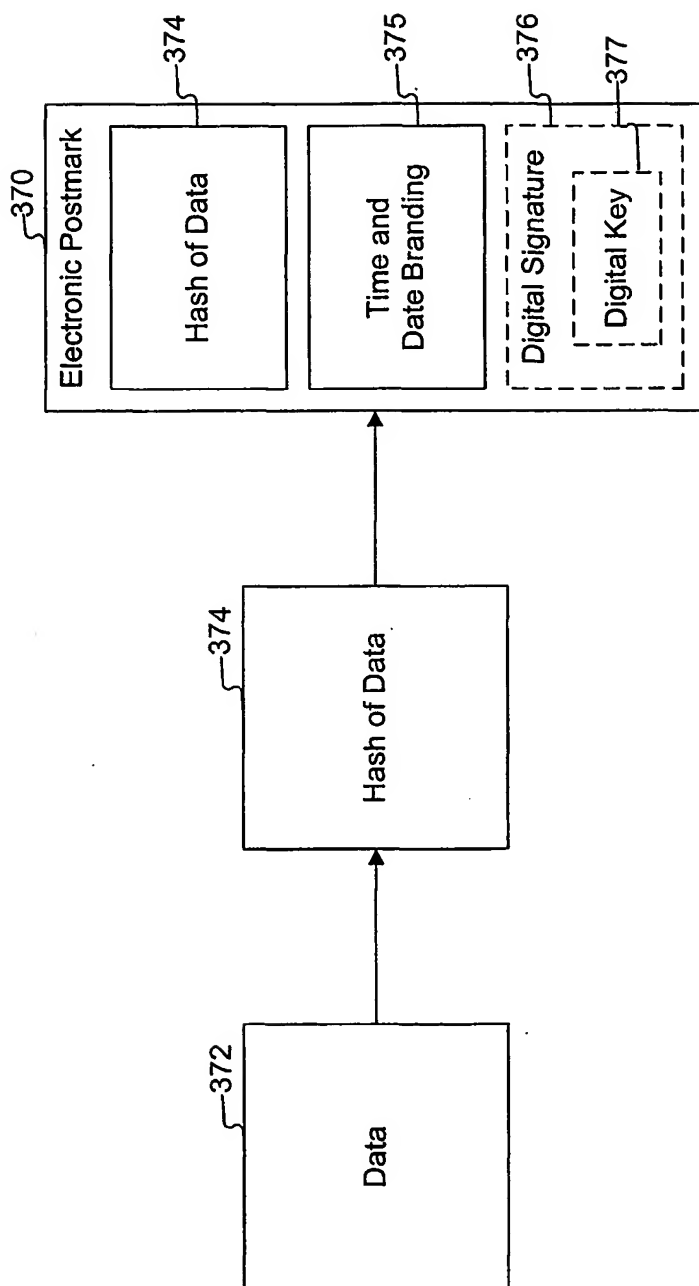 372
Data
374
Hash of Data
370
Electronic Postmark
Hash of Data
374
Time and
Date Branding
375
Digital Signature
376
Digital Key
377